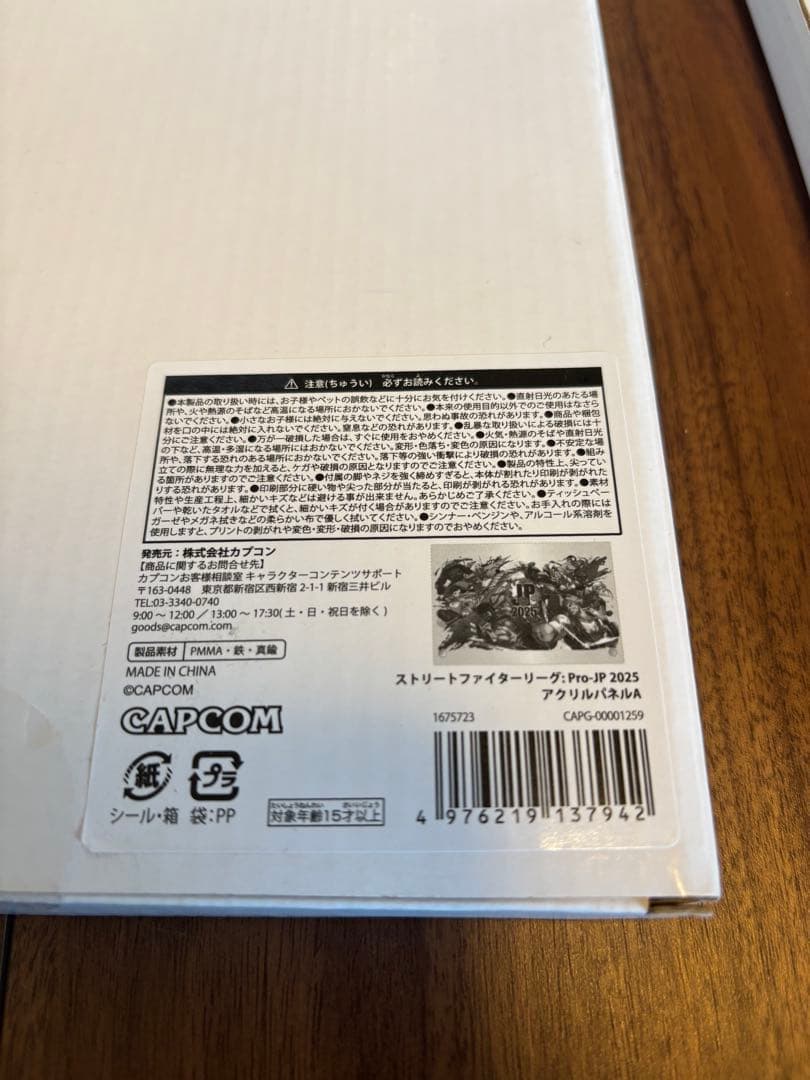 注意(ちゅうい) 必ずお読みください。
●本製品の取り扱い時には、お子様やペットの誤飲などに十分にお気を付けください。●直射日光のあたる場
所や、火や熱源のそばなど高温になる場所におかないでください。●本来の使用目的以外でのご使用はなさら
ないでください。●小さなお子様には絶対に与えないでください。思わぬ事故の恐れがあります。●商品や梱包
材を口の中には絶対に入れないでください。窒息などの恐れがあります。●乱暴な取り扱いによる破損には十
分にご注意ください。●万が一破損した場合は、すぐに使用をおやめください。●火気・熱源のそばや直射日光
の下など、高温・多湿になる場所にはおかないでください。変形・色落ち・変色の原因になります。●不安定な場
所や、落下する恐れのある場所におかないでください。落下等の強い衝撃により破損の恐れがあります。●組み
立ての際に無理な力を加えると、ケガや破損の原因となりますのでご注意ください。●製品の特性上、尖ってい
る箇所がありますのでご注意ください。●付属の脚やネジを強く締めすぎると、本体が割れたり印刷が剥がれた
りする恐れがあります。●印刷部分に硬い物や尖った部分が当たると、印刷が剥がれる恐れがあります。●素材
特性や生産工程上、細かいキズなどは避ける事が出来ません。あらかじめご了承ください。●ティッシュペー
パーや乾いたタオルなどで拭くと、細かいキズが付く場合がありますのでご注意ください。お手入れの際には
ガーゼやメガネ拭きなどの柔らかい布で優しく拭いてください。●シンナー・ベンジンや、アルコール系溶剤を
使用しますと、プリントの剥がれや変色・変形・破損の原因になりますのでおやめください。
発売元：株式会社カプコン
【商品に関するお問合せ先】
カプコンお客様相談室 キャラクターコンテンツサポート
〒163-0448 東京都新宿区西新宿 2-1-1 新宿三井ビル
TEL:03-3340-0740
9:00 ～ 12:00 / 13:00 ～ 17:30 ( 土・日・祝日を除く )
goods@capcom.com
製品素材 PMMA・鉄・真鍮
MADE IN CHINA
©CAPCOM
CAPCOM
紙 プラ
シール・箱 袋:PP
たいしょうねんれい さいいじょう
対象年齢15才以上
JP
2025
ストリートファイターリーグ: Pro-JP 2025
アクリルパネルA
1675723 CAPG-00001259
4 976219 137942